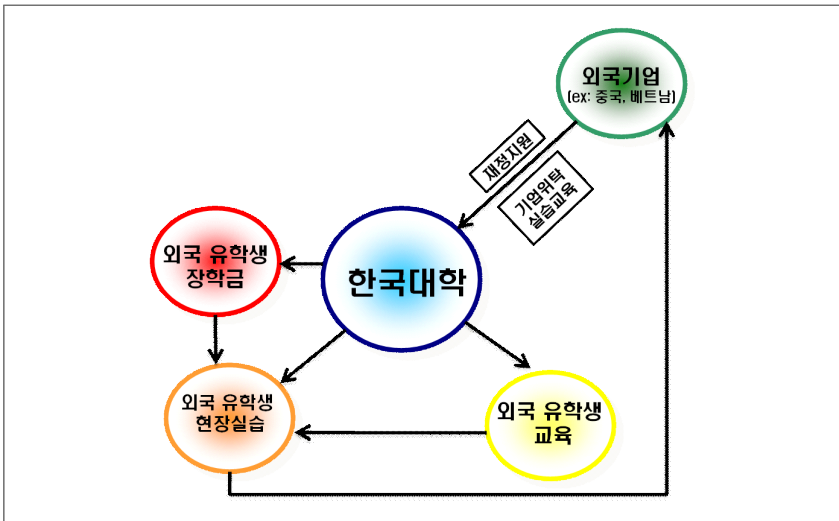 외국기업
(ex: 중국, 베트남)
재정지원
기업위탁
실습교육
외국 유학생
장학금
한국대학
외국 유학생
현장실습
외국 유학생
교육